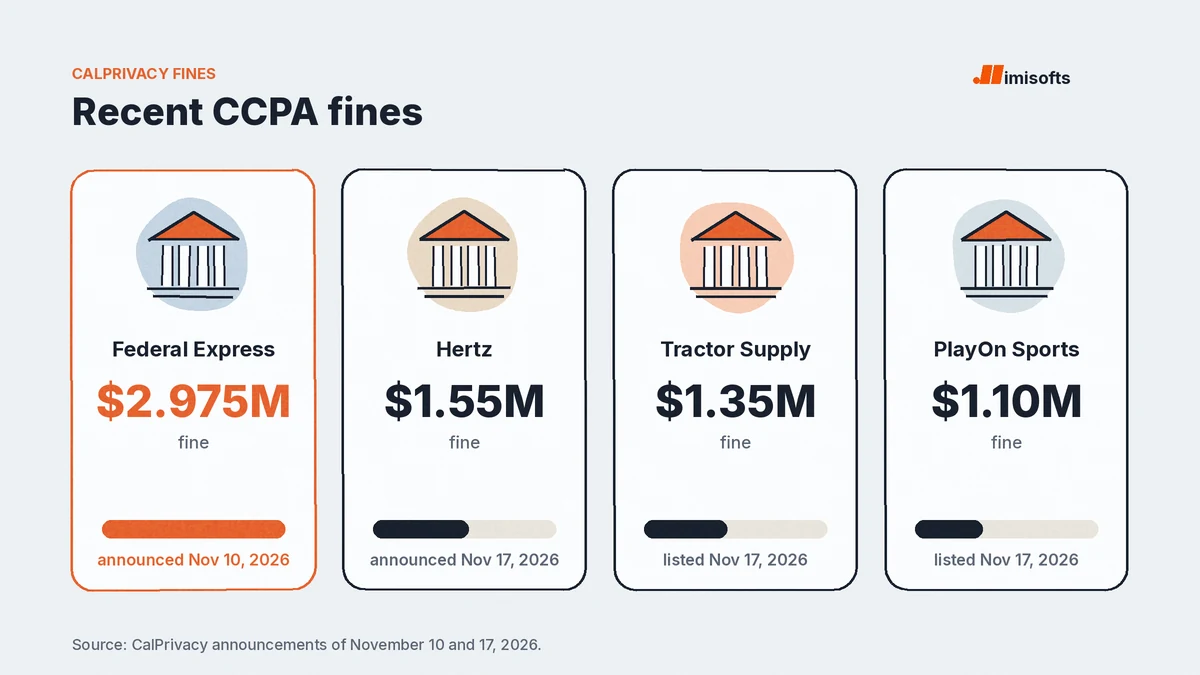 CALPRIVACY FINES
Recent CCPA fines
imisofts
Federal Express
$2.975M
fine
announced Nov 10, 2026
Hertz
$1.55M
fine
announced Nov 17, 2026
Tractor Supply
$1.35M
fine
listed Nov 17, 2026
PlayOn Sports
$1.10M
fine
listed Nov 17, 2026
Source: CalPrivacy announcements of November 10 and 17, 2026.